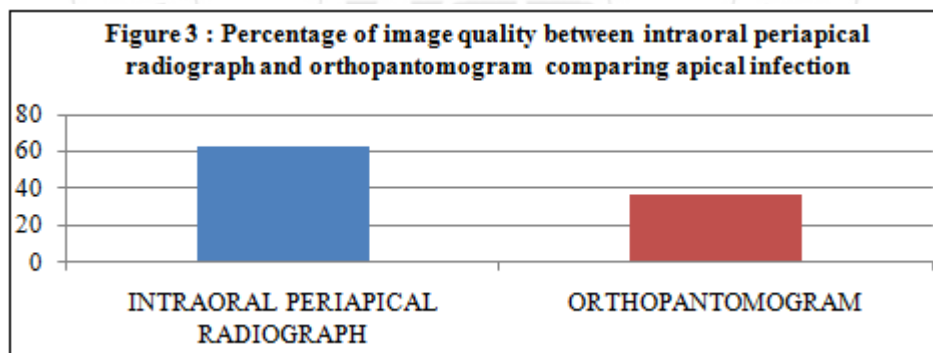 Figure 3 : Percentage of image quality between intraoral periapical
radiograph and orthopantomogram comparing apical infection
80
60
40
20
0
INTRAORAL PERIAPICAL
RADIOGRAPH
ORTHOPANTOMOGRAM